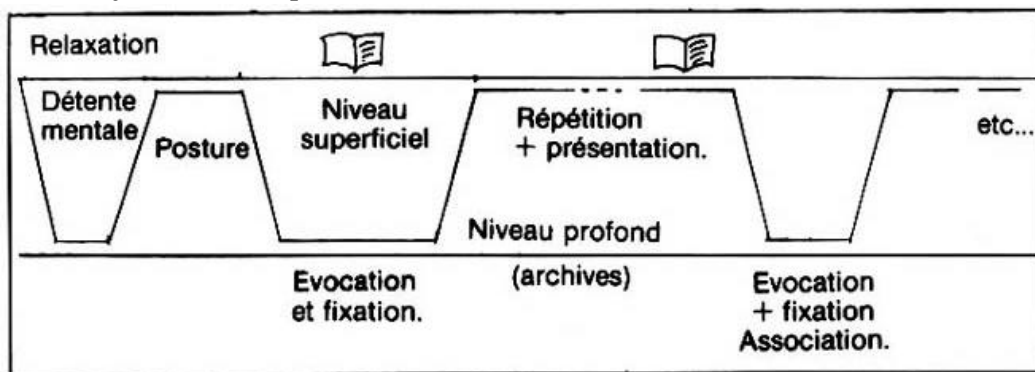 Relaxation
Détente
mentale
Posture
Niveau
superficiel
Répétition
+ présentation.
etc...
Niveau profond
(archives)
Evocation
et fixation.
Evocation
+ fixation
Association.